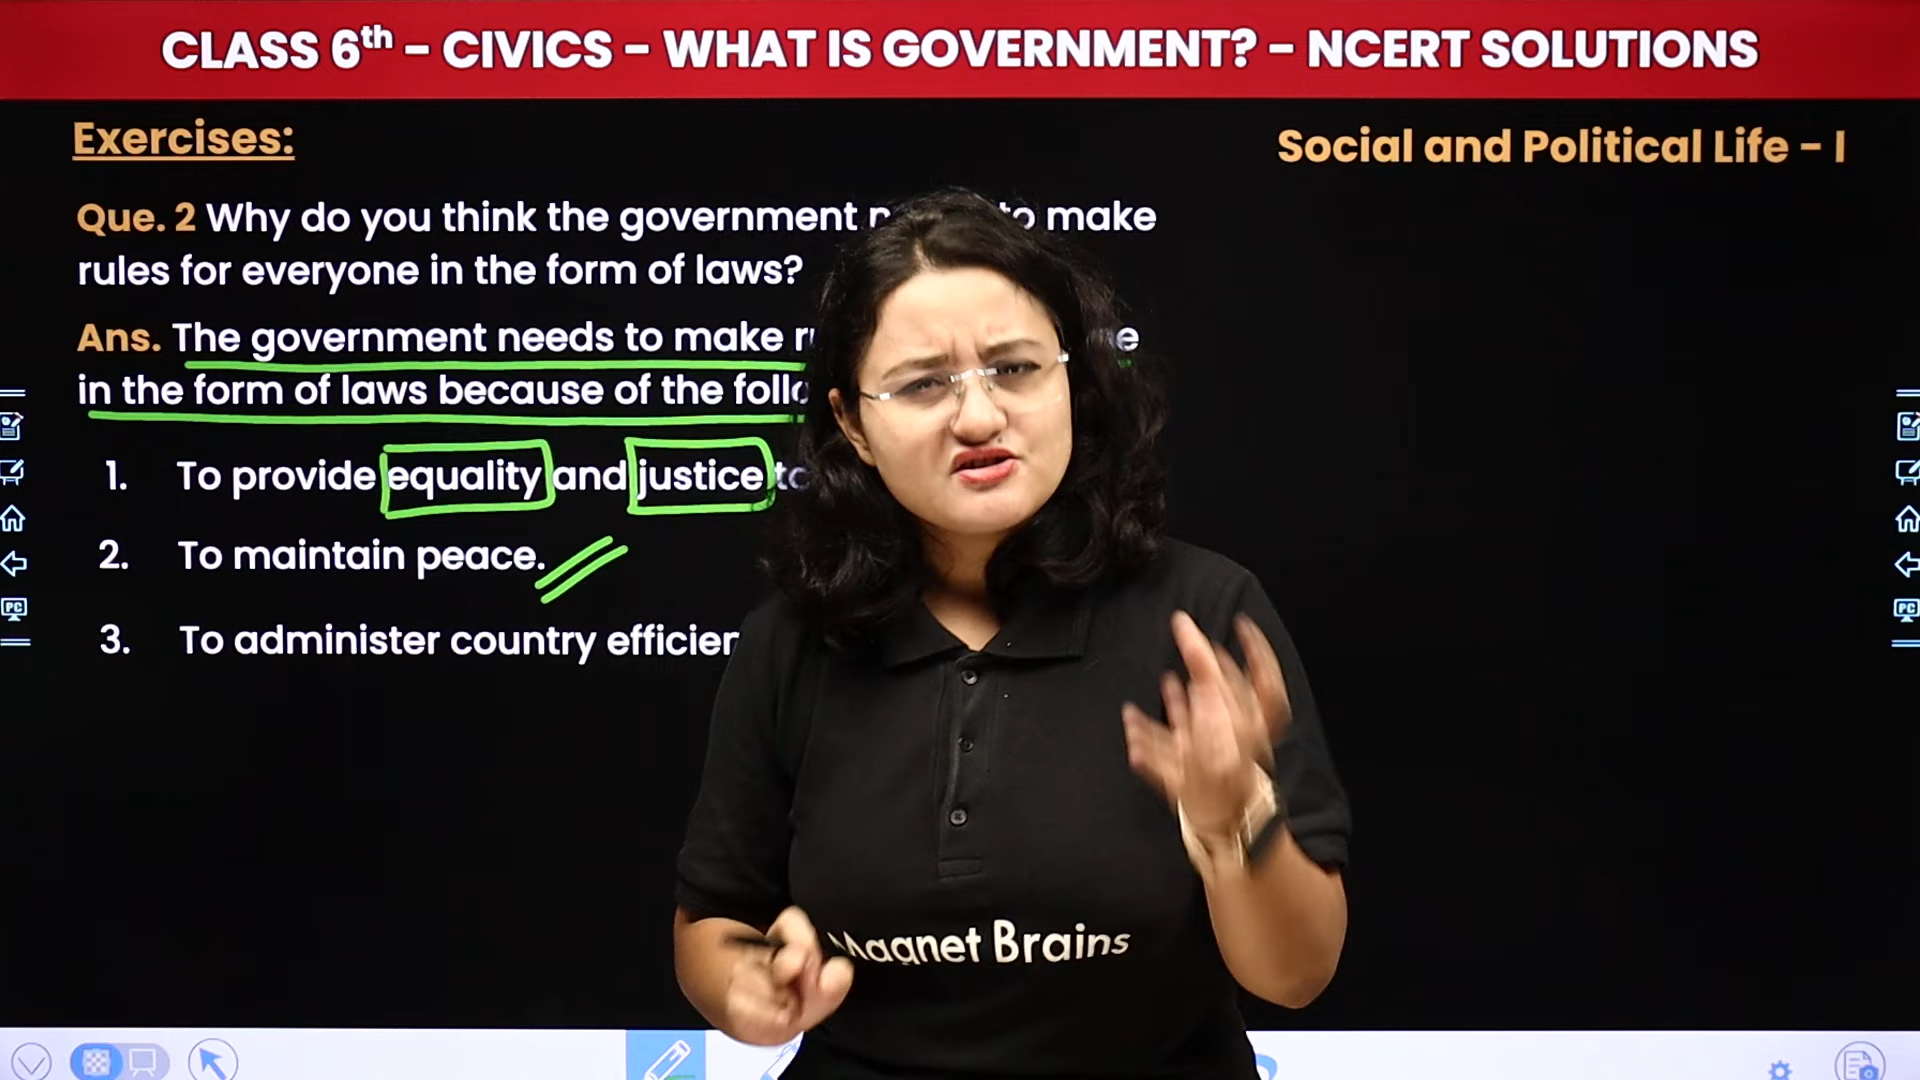 CLASS 6th - CIVICS - WHAT IS GOVERNMENT? - NCERT SOLUTIONS
Exercises:
Social and Political Life - I
Que. 2 Why do you think the government to make
rules for everyone in the form of laws?
Ans. The government needs to make
in the form of laws because of the
1. To provide equality and justice
2. To maintain peace.
3. To administer country
Magnet Brains
PC
PC